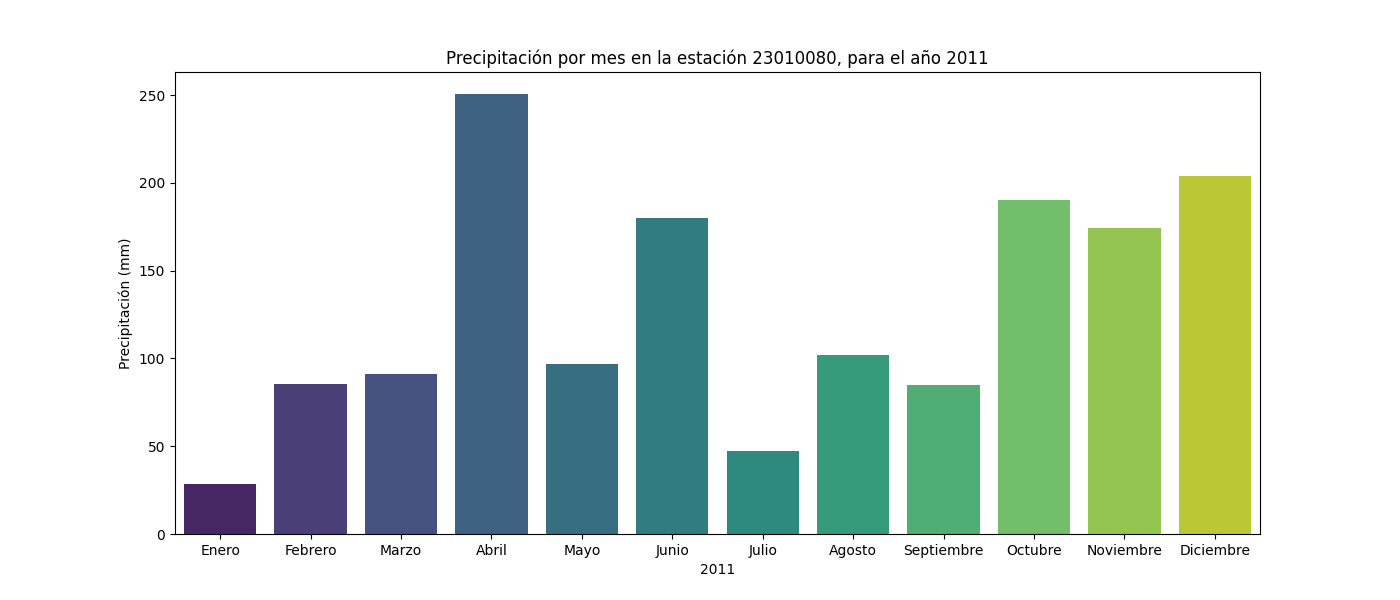 Precipitación por mes en la estación 23010080, para el año 2011
Precipitación (mm)
250
200
150
100
50
0
Enero Febrero Marzo Abril Mayo Junio Julio Agosto Septiembre Octubre Noviembre Diciembre
2011